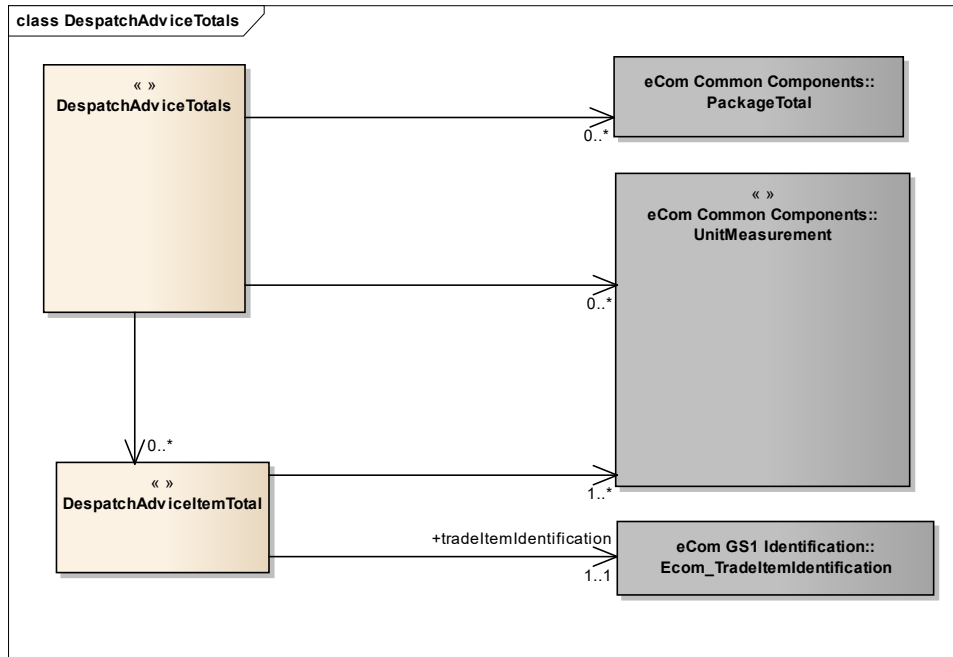 class DespatchAdviceTotals
« »
DespatchAdviceTotals
eCom Common Components::
PackageTotal
0..*
« »
eCom Common Components::
UnitMeasurement
0..*
0..*
« »
DespatchAdviceItemTotal
1..*
+tradeItemIdentification
1..1
eCom GS1 Identification::
Ecom_TradeItemIdentification